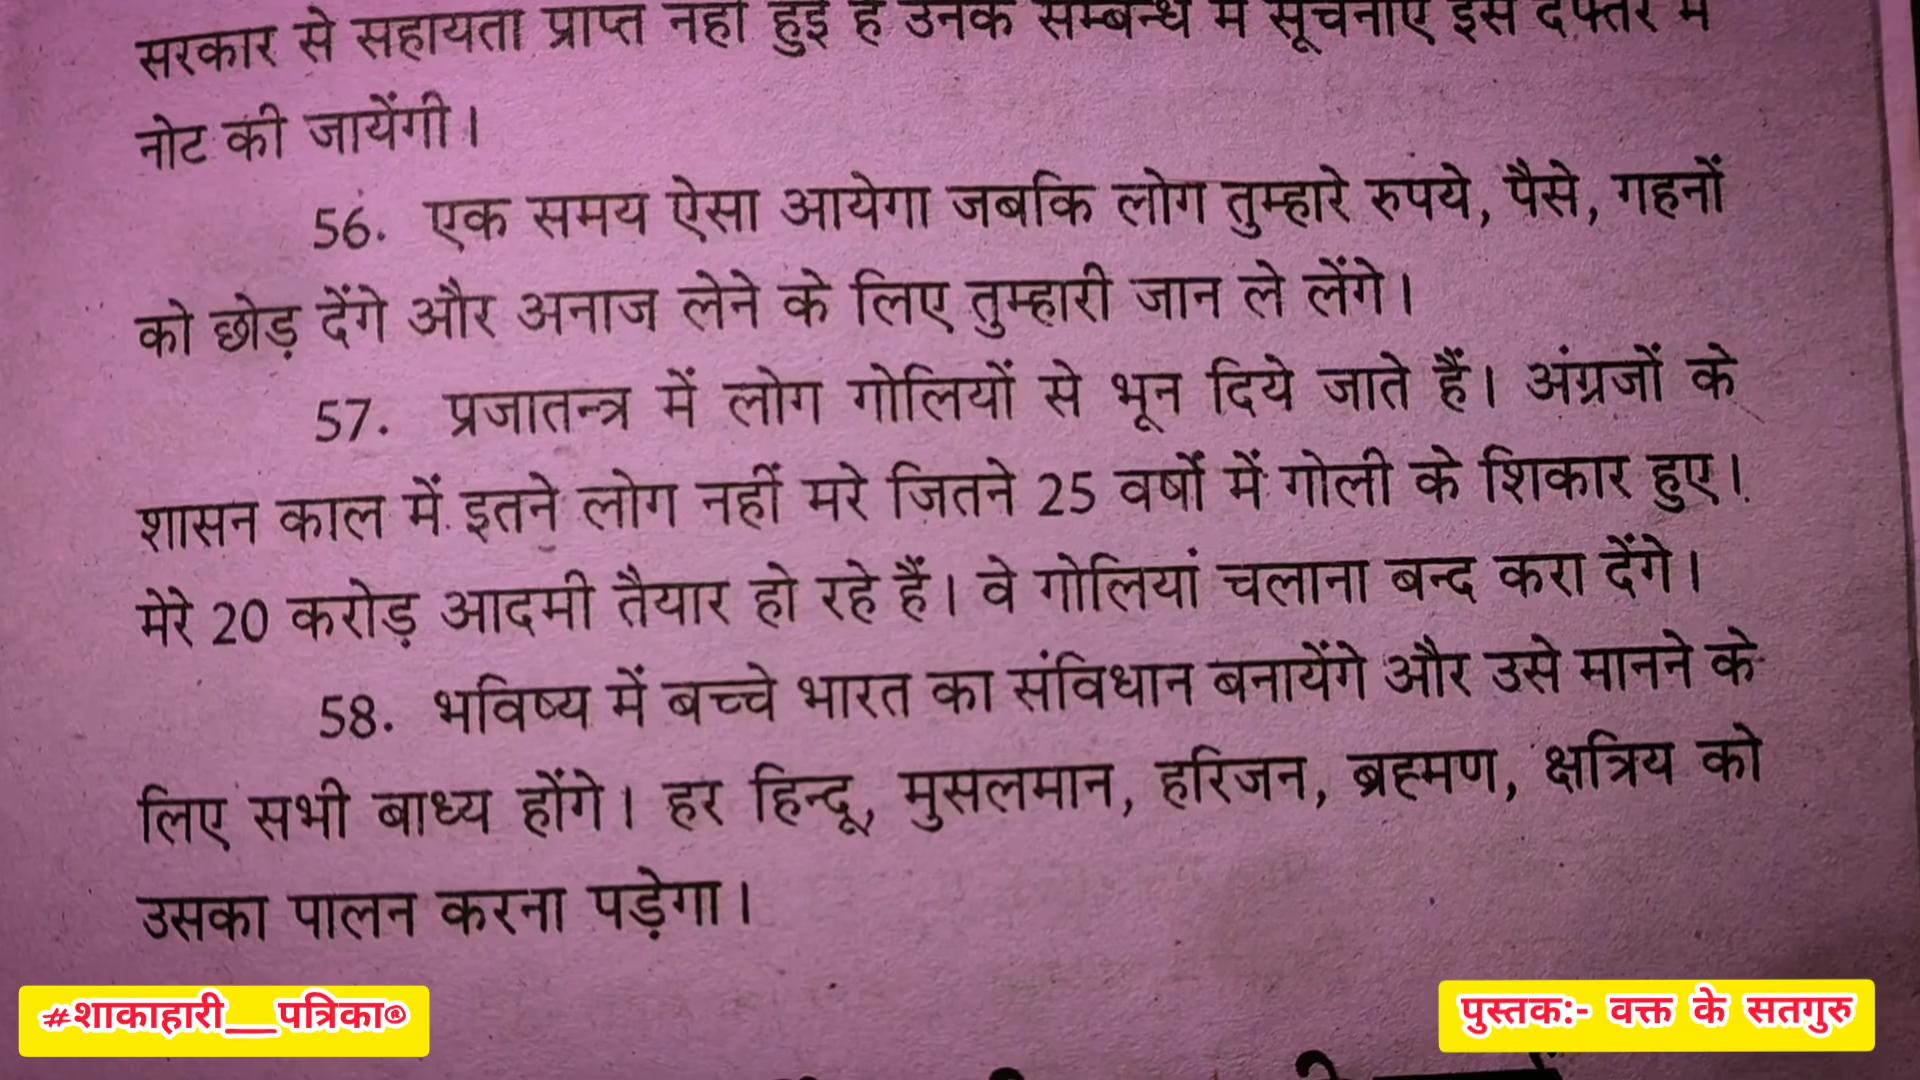 सरकार से सहायता प्राप्त नहीं हुई है उनके सम्बन्ध में सूचनाएं इस दफ्तर में
नोट की जायेंगी।
56. एक समय ऐसा आयेगा जबकि लोग तुम्हारे रुपये, पैसे, गहनों
को छोड़ देंगे और अनाज लेने के लिए तुम्हारी जान ले लेंगे।
57. प्रजातन्त्र में लोग गोलियों से भून दिये जाते हैं। अंग्रजों के
शासन काल में इतने लोग नहीं मरे जितने 25 वर्षों में गोली के शिकार हुए।
मेरे 20 करोड़ आदमी तैयार हो रहे हैं। वे गोलियां चलाना बन्द करा देंगे।
58. भविष्य में बच्चे भारत का संविधान बनायेंगे और उसे मानने के
लिए सभी बाध्य होंगे। हर हिन्दू, मुसलमान, हरिजन, ब्रह्मण, क्षत्रिय को
उसका पालन करना पड़ेगा।
#शाकाहारी__पत्रिका®
पुस्तक:- वक्त के सतगुरु